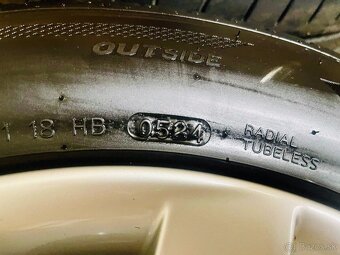 OUTSIDE
1 18 HB 0524 RADIAL
TUBELESS